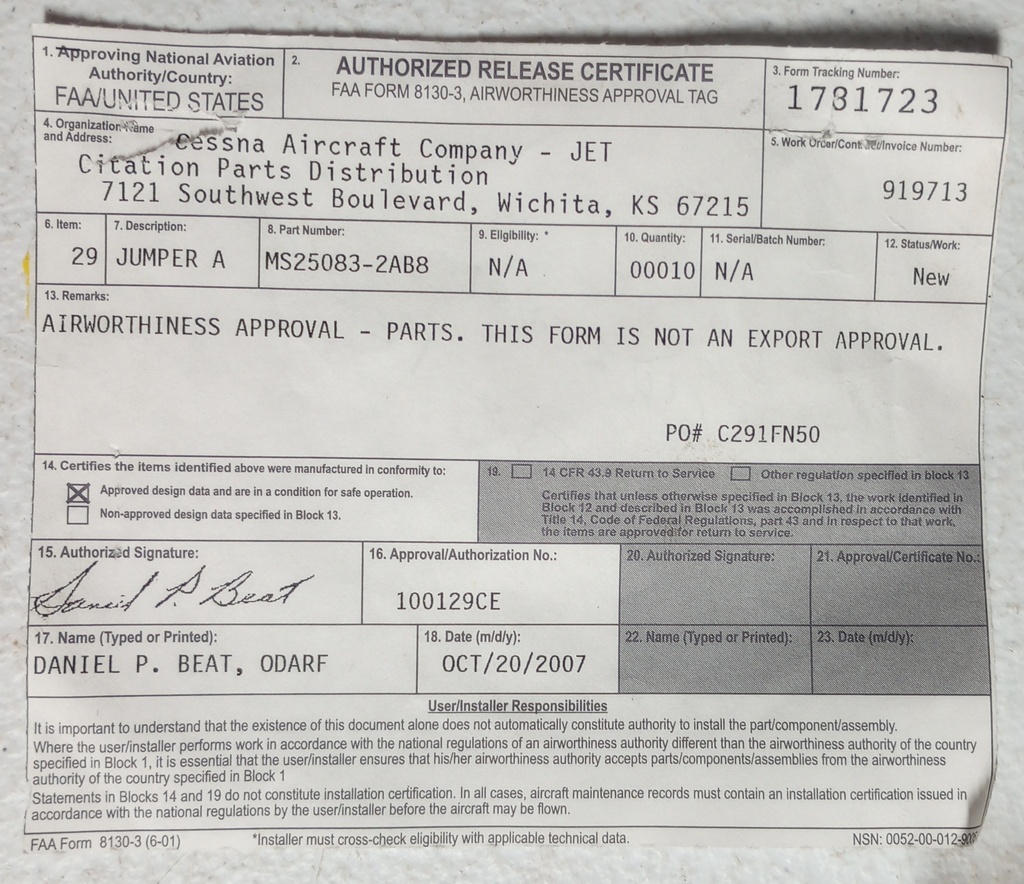 1. Approving National Aviation
Authority/Country:
FAA/UNITED STATES
2.
AUTHORIZED RELEASE CERTIFICATE
FAA FORM 8130-3, AIRWORTHINESS APPROVAL TAG
3. Form Tracking Number:
1781723
4. Organization Name
and Address:
Cessna Aircraft Company - JET
Citation Parts Distribution
7121 Southwest Boulevard, Wichita, KS 67215
5. Work Order/Contract/Invoice Number:
919713
6. Item:
29
7. Description:
JUMPER A
8. Part Number:
MS25083-2AB8
9. Eligibility: *
N/A
10. Quantity:
00010
11. Serial/Batch Number:
N/A
12. Status/Work:
New
13. Remarks:
AIRWORTHINESS APPROVAL - PARTS. THIS FORM IS NOT AN EXPORT APPROVAL.
PO# C291FN50
14. Certifies the items identified above were manufactured in conformity to:
Approved design data and are in a condition for safe operation.
Non-approved design data specified in Block 13.
19. 14 CFR 43.9 Return to Service Other regulation specified in block 13
Certifies that unless otherwise specified in Block 13, the work identified in
Block 12 and described in Block 13 was accomplished in accordance with
Title 14, Code of Federal Regulations, part 43 and in respect to that work,
the items are approved for return to service.
15. Authorized Signature:
Daniel P. Beat
16. Approval/Authorization No.:
100129CE
20. Authorized Signature:
21. Approval/Certificate No.:
17. Name (Typed or Printed):
DANIEL P. BEAT, ODARF
18. Date (m/d/y):
OCT/20/2007
22. Name (Typed or Printed):
23. Date (m/d/y):
User/Installer Responsibilities
It is important to understand that the existence of this document alone does not automatically constitute authority to install the part/component/assembly.
Where the user/installer performs work in accordance with the national regulations of an airworthiness authority different than the airworthiness authority of the country
specified in Block 1, it is essential that the user/installer ensures that his/her airworthiness authority accepts parts/components/assemblies from the airworthiness
authority of the country specified in Block 1
Statements in Blocks 14 and 19 do not constitute installation certification. In all cases, aircraft maintenance records must contain an installation certification issued in
accordance with the national regulations by the user/installer before the aircraft may be flown.
FAA Form 8130-3 (6-01)
*Installer must cross-check eligibility with applicable technical data.
NSN: 0052-00-012-